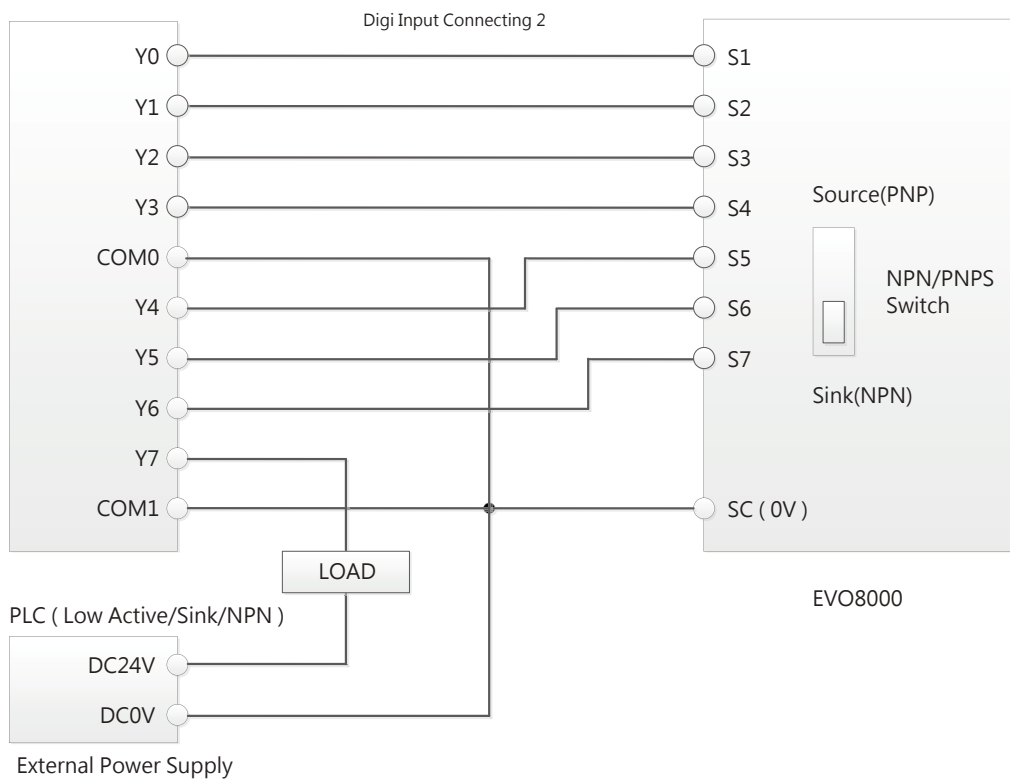 Digi Input Connecting 2
Y0
Y1
Y2
Y3
COM0
Y4
Y5
Y6
Y7
COM1
S1
S2
S3
S4
S5
S6
S7
SC ( 0V )
Source(PNP)
NPN/PNPS
Switch
Sink(NPN)
LOAD
EVO8000
PLC ( Low Active/Sink/NPN )
DC24V
DC0V
External Power Supply